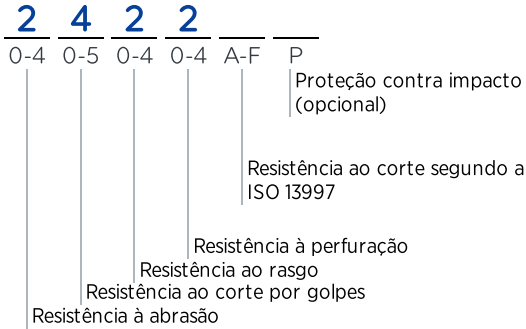 2 4 2 2
0-4 0-5 0-4 0-4 A-F P
Proteção contra impacto
(opcional)
Resistência ao corte segundo a
ISO 13997
Resistência à perfuração
Resistência ao rasgo
Resistência ao corte por golpes
Resistência à abrasão